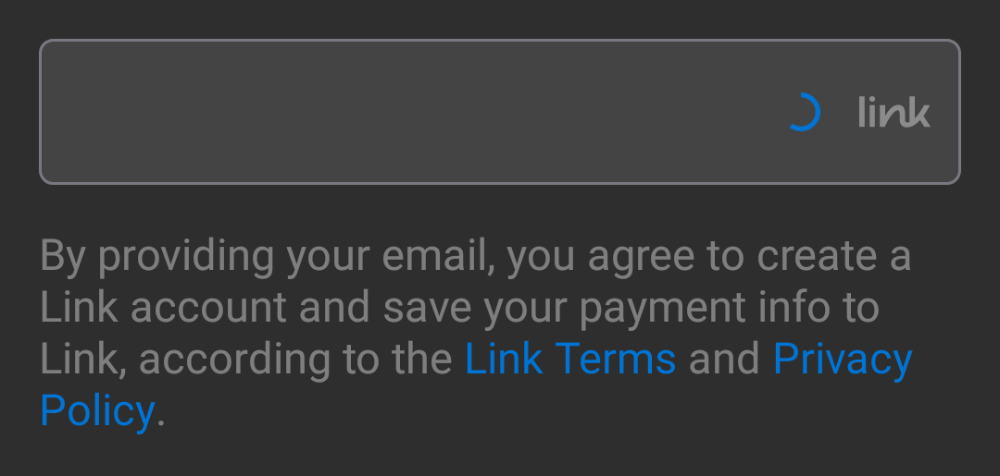 link
By providing your email, you agree to create a
Link account and save your payment info to
Link, according to the Link Terms and Privacy
Policy.